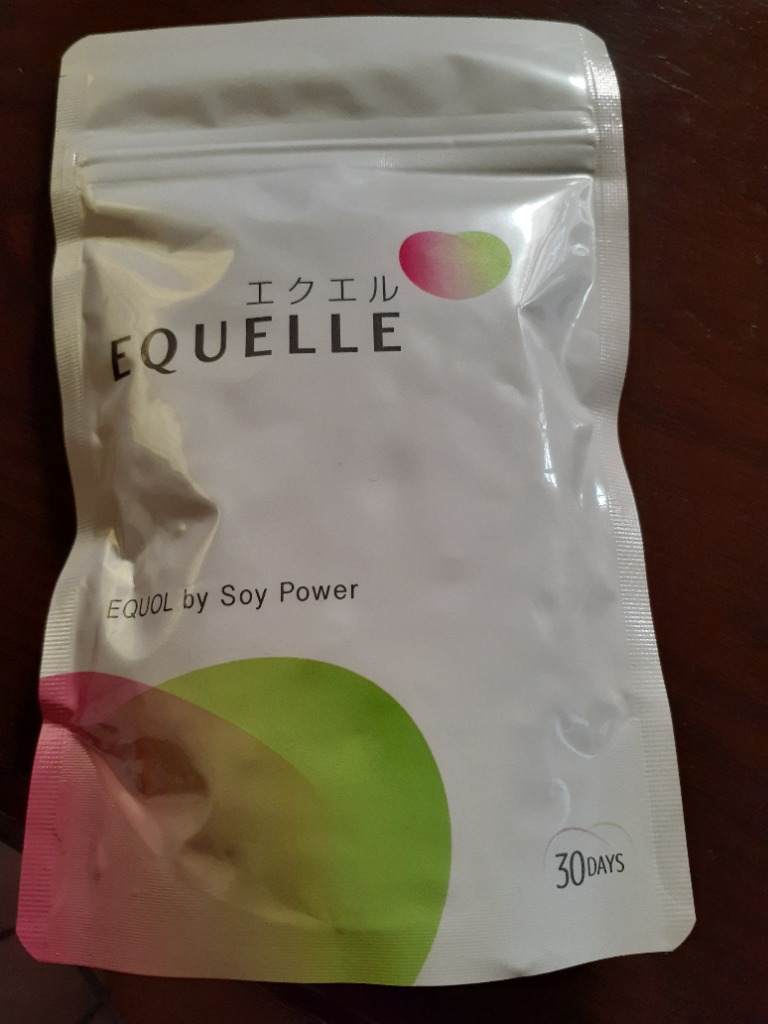 エクエル
EQUELLE
EQUOL by Soy Power
30DAYS